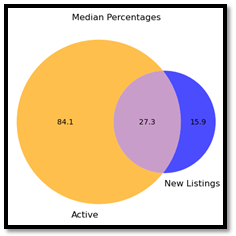 Median Percentages
84.1
27.3
15.9
New Listings
Active